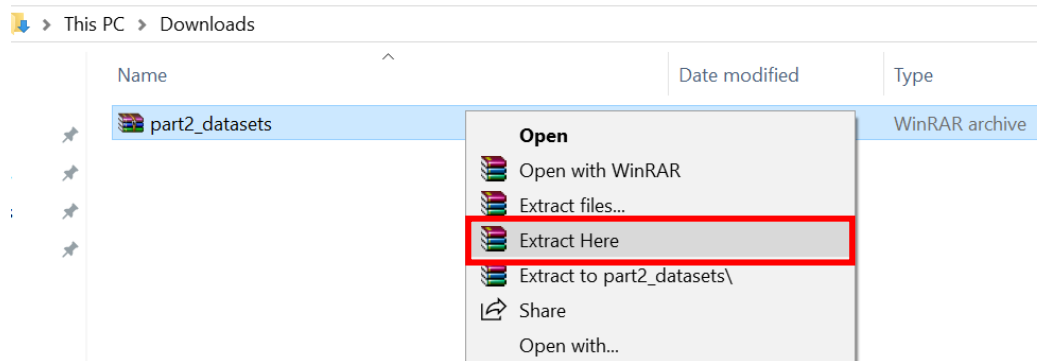 This PC > Downloads
Name Date modified Type
part2_datasets WinRAR archive
Open
Open with WinRAR
Extract files...
Extract Here
Extract to part2_datasets\
Share
Open with...